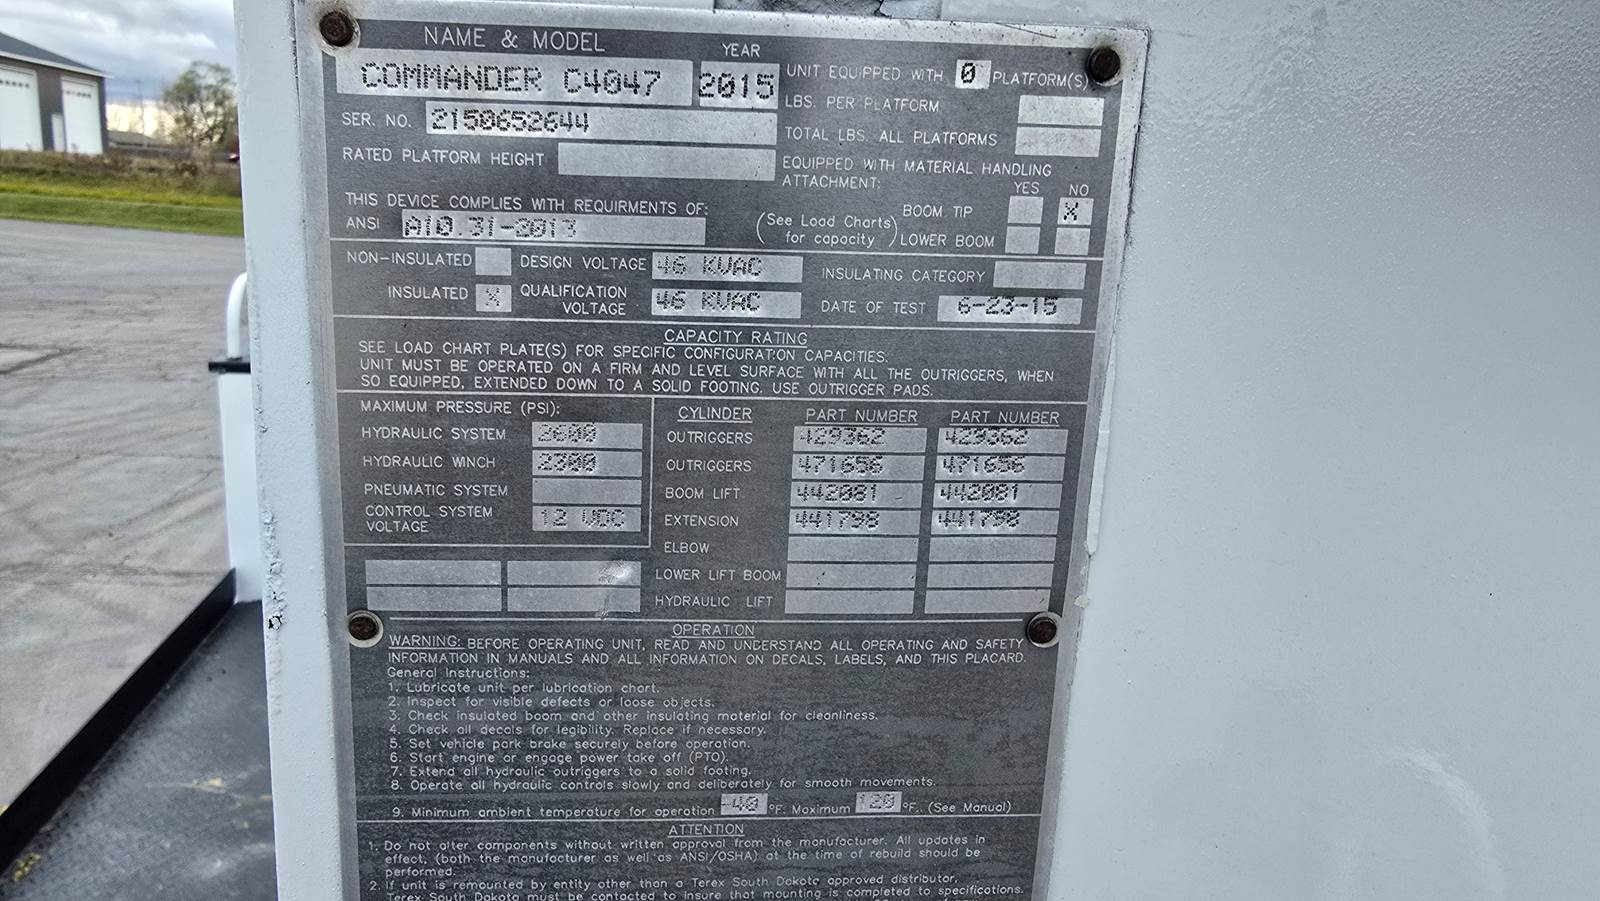 NAME & MODEL
YEAR
COMMANDER C4047
2015
UNIT EQUIPPED WITH 0 PLATFORM(S)
LBS. PER PLATFORM
SER. NO. 2150652644
TOTAL LBS. ALL PLATFORMS
RATED PLATFORM HEIGHT
EQUIPPED WITH MATERIAL HANDLING
ATTACHMENT:
YES NO
THIS DEVICE COMPLIES WITH REQUIRMENTS OF:
ANSI A10.31-2013
(See Load Charts
for capacity)
BOOM TIP X
LOWER BOOM
NON-INSULATED
DESIGN VOLTAGE 46 KVAC
INSULATING CATEGORY
INSULATED X
QUALIFICATION
VOLTAGE 46 KVAC
DATE OF TEST 6-23-15
CAPACITY RATING
SEE LOAD CHART PLATE(S) FOR SPECIFIC CONFIGURATION CAPACITIES.
UNIT MUST BE OPERATED ON A FIRM AND LEVEL SURFACE WITH ALL THE OUTRIGGERS, WHEN
SO EQUIPPED, EXTENDED DOWN TO A SOLID FOOTING. USE OUTRIGGER PADS.
MAXIMUM PRESSURE (PSI):
HYDRAULIC SYSTEM 2600
HYDRAULIC WINCH 2300
PNEUMATIC SYSTEM
CONTROL SYSTEM
VOLTAGE 12 VDC
CYLINDER PART NUMBER PART NUMBER
OUTRIGGERS 429362 429362
OUTRIGGERS 471656 471656
BOOM LIFT 442081 442081
EXTENSION 441798 441798
ELBOW
LOWER LIFT BOOM
HYDRAULIC LIFT
OPERATION
WARNING: BEFORE OPERATING UNIT, READ AND UNDERSTAND ALL OPERATING AND SAFETY
INFORMATION IN MANUALS AND ALL INFORMATION ON DECALS, LABELS, AND THIS PLACARD.
General Instructions:
1. Lubricate unit per lubrication chart.
2. Inspect for visible defects or loose objects.
3. Check insulated boom and other insulating material for cleanliness.
4. Check all decals for legibility. Replace if necessary.
5. Set vehicle park brake securely before operation.
6. Start engine or engage power take off (PTO).
7. Extend all hydraulic outriggers to a solid footing.
8. Operate all hydraulic controls slowly and deliberately for smooth movements.
9. Minimum ambient temperature for operation -40 °F. Maximum 120 °F. (See Manual)
ATTENTION
1. Do not alter components without written approval from the manufacturer. All updates in
effect, (both the manufacturer as well as ANSI/OSHA) at the time of rebuild should be
performed.
2. If unit is remounted by entity other than a Terex South Dakota approved distributor,
Terex South Dakota must be contacted to insure that mounting is completed to specifications.